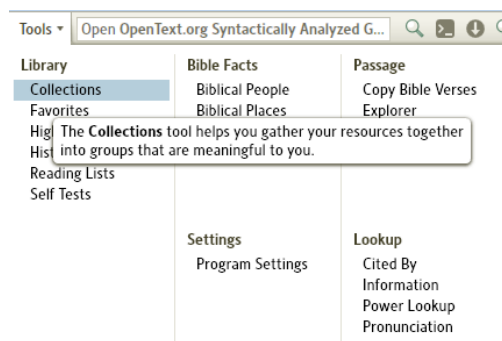 Tools
Open OpenText.org Syntactically Analyzed G...
Library
Collections
Favorites
Hig
Hist
Reading Lists
Self Tests
The Collections tool helps you gather your resources together
into groups that are meaningful to you.
Bible Facts
Biblical People
Biblical Places
Passage
Copy Bible Verses
Explorer
Settings
Program Settings
Lookup
Cited By
Information
Power Lookup
Pronunciation